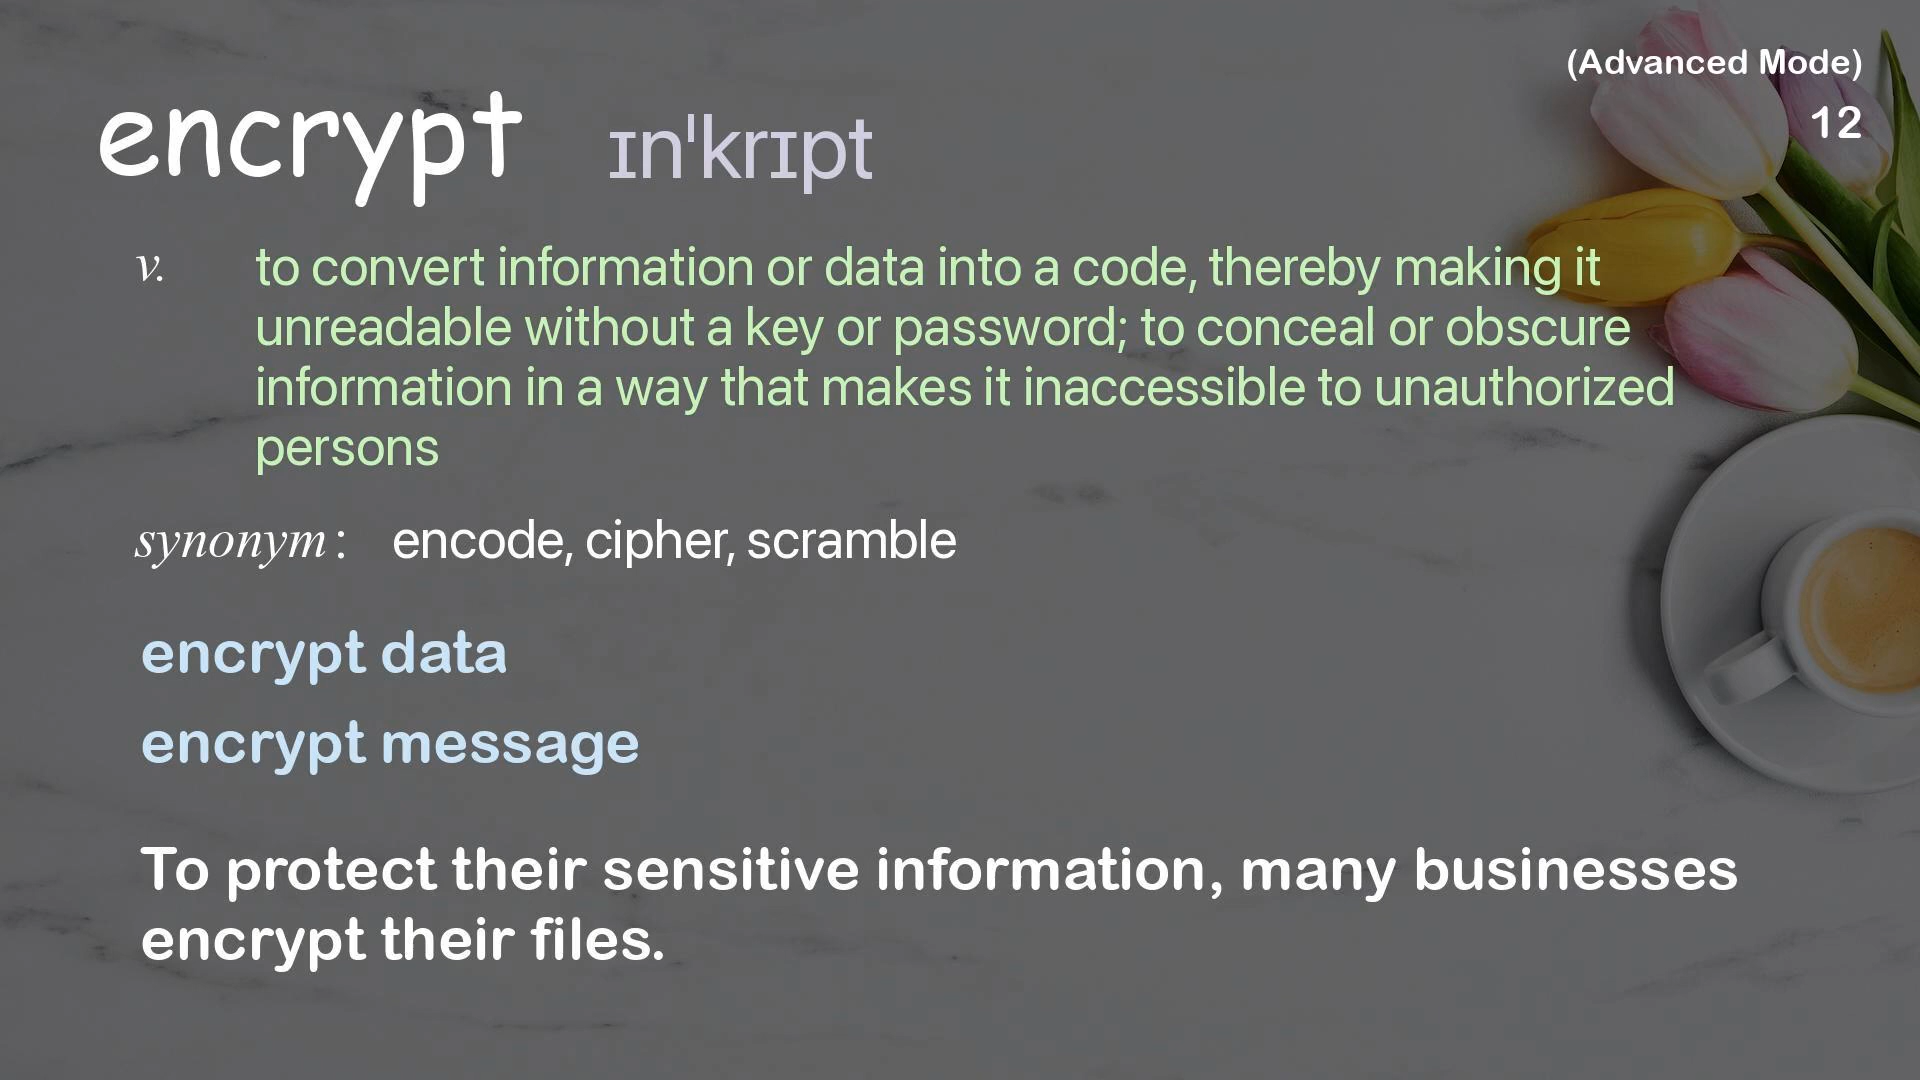 (Advanced Mode)
12
encrypt ɪnˈkrɪpt
v. to convert information or data into a code, thereby making it
unreadable without a key or password; to conceal or obscure
information in a way that makes it inaccessible to unauthorized
persons
synonym: encode, cipher, scramble
encrypt data
encrypt message
To protect their sensitive information, many businesses
encrypt their files.